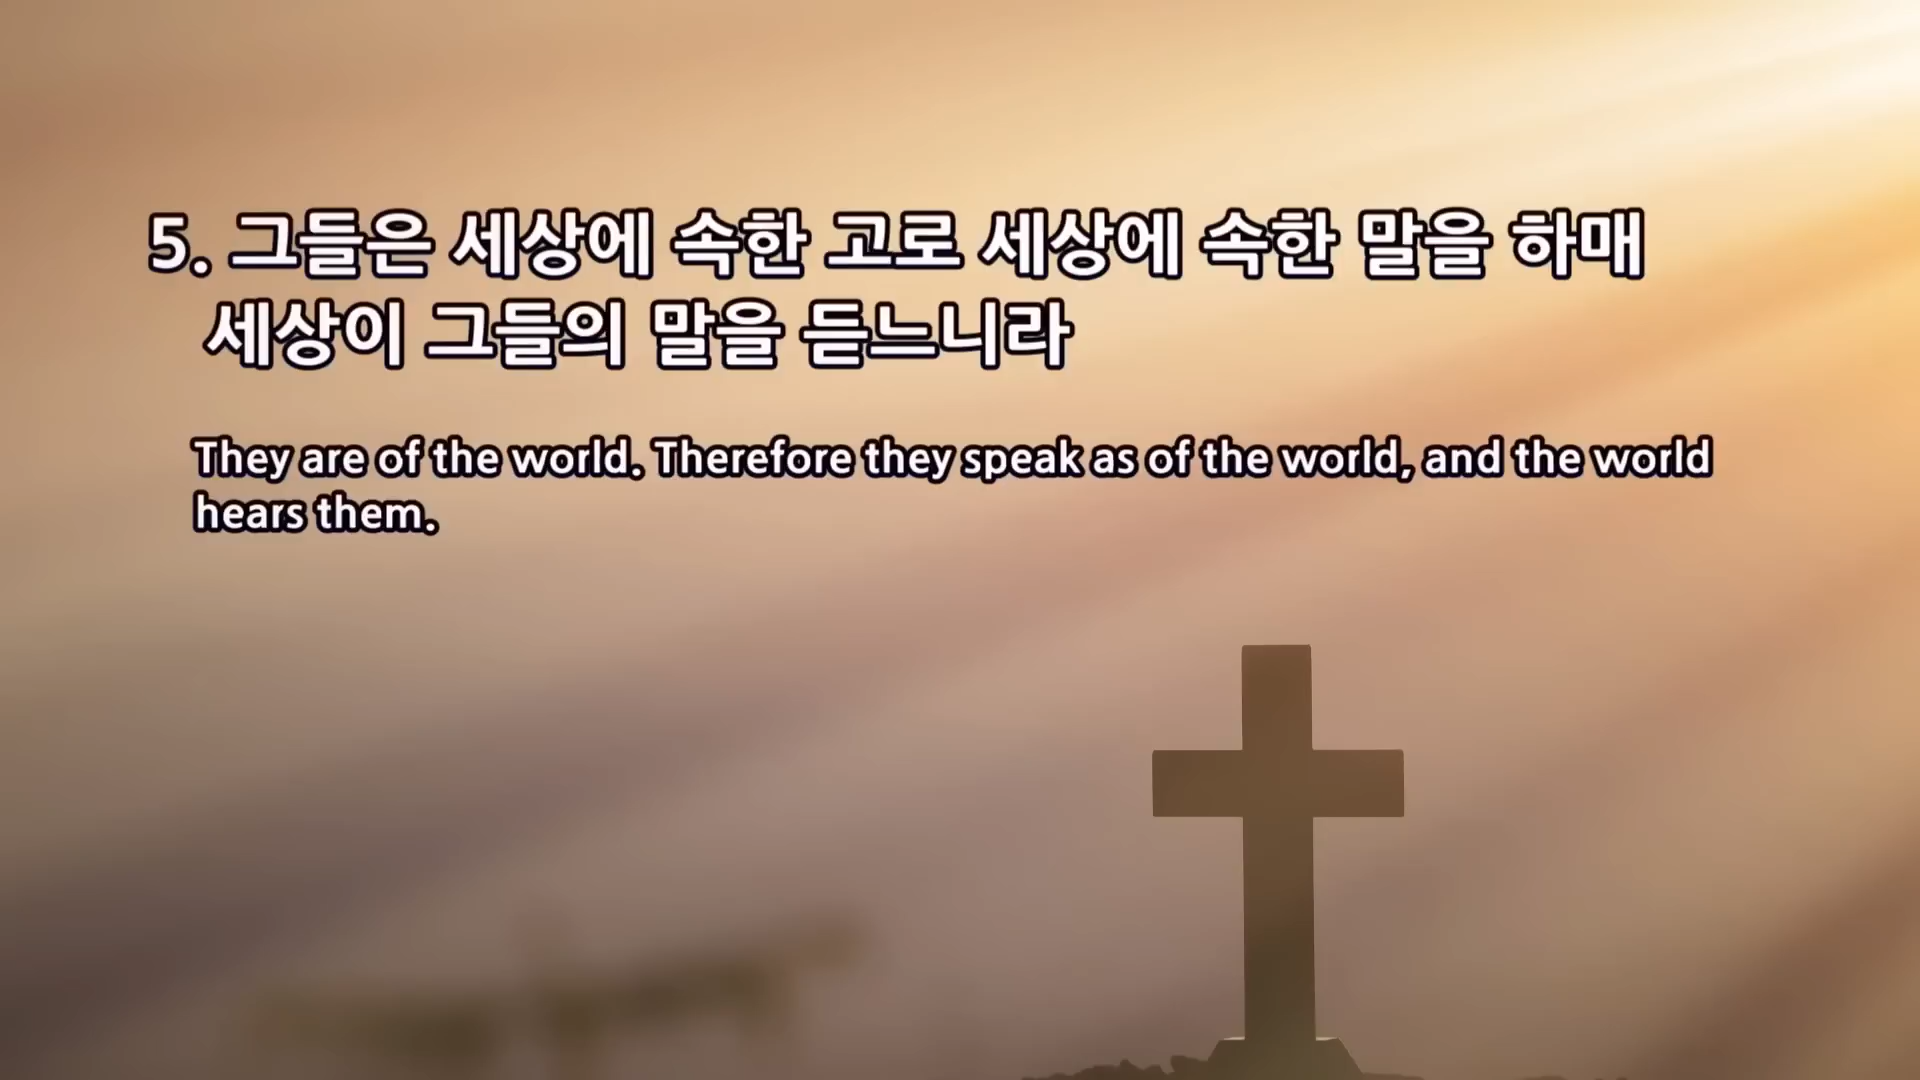 5. 그들은 세상에 속한 고로 세상에 속한 말을 하매
세상이 그들의 말을 듣느니라
They are of the world. Therefore they speak as of the world, and the world
hears them.